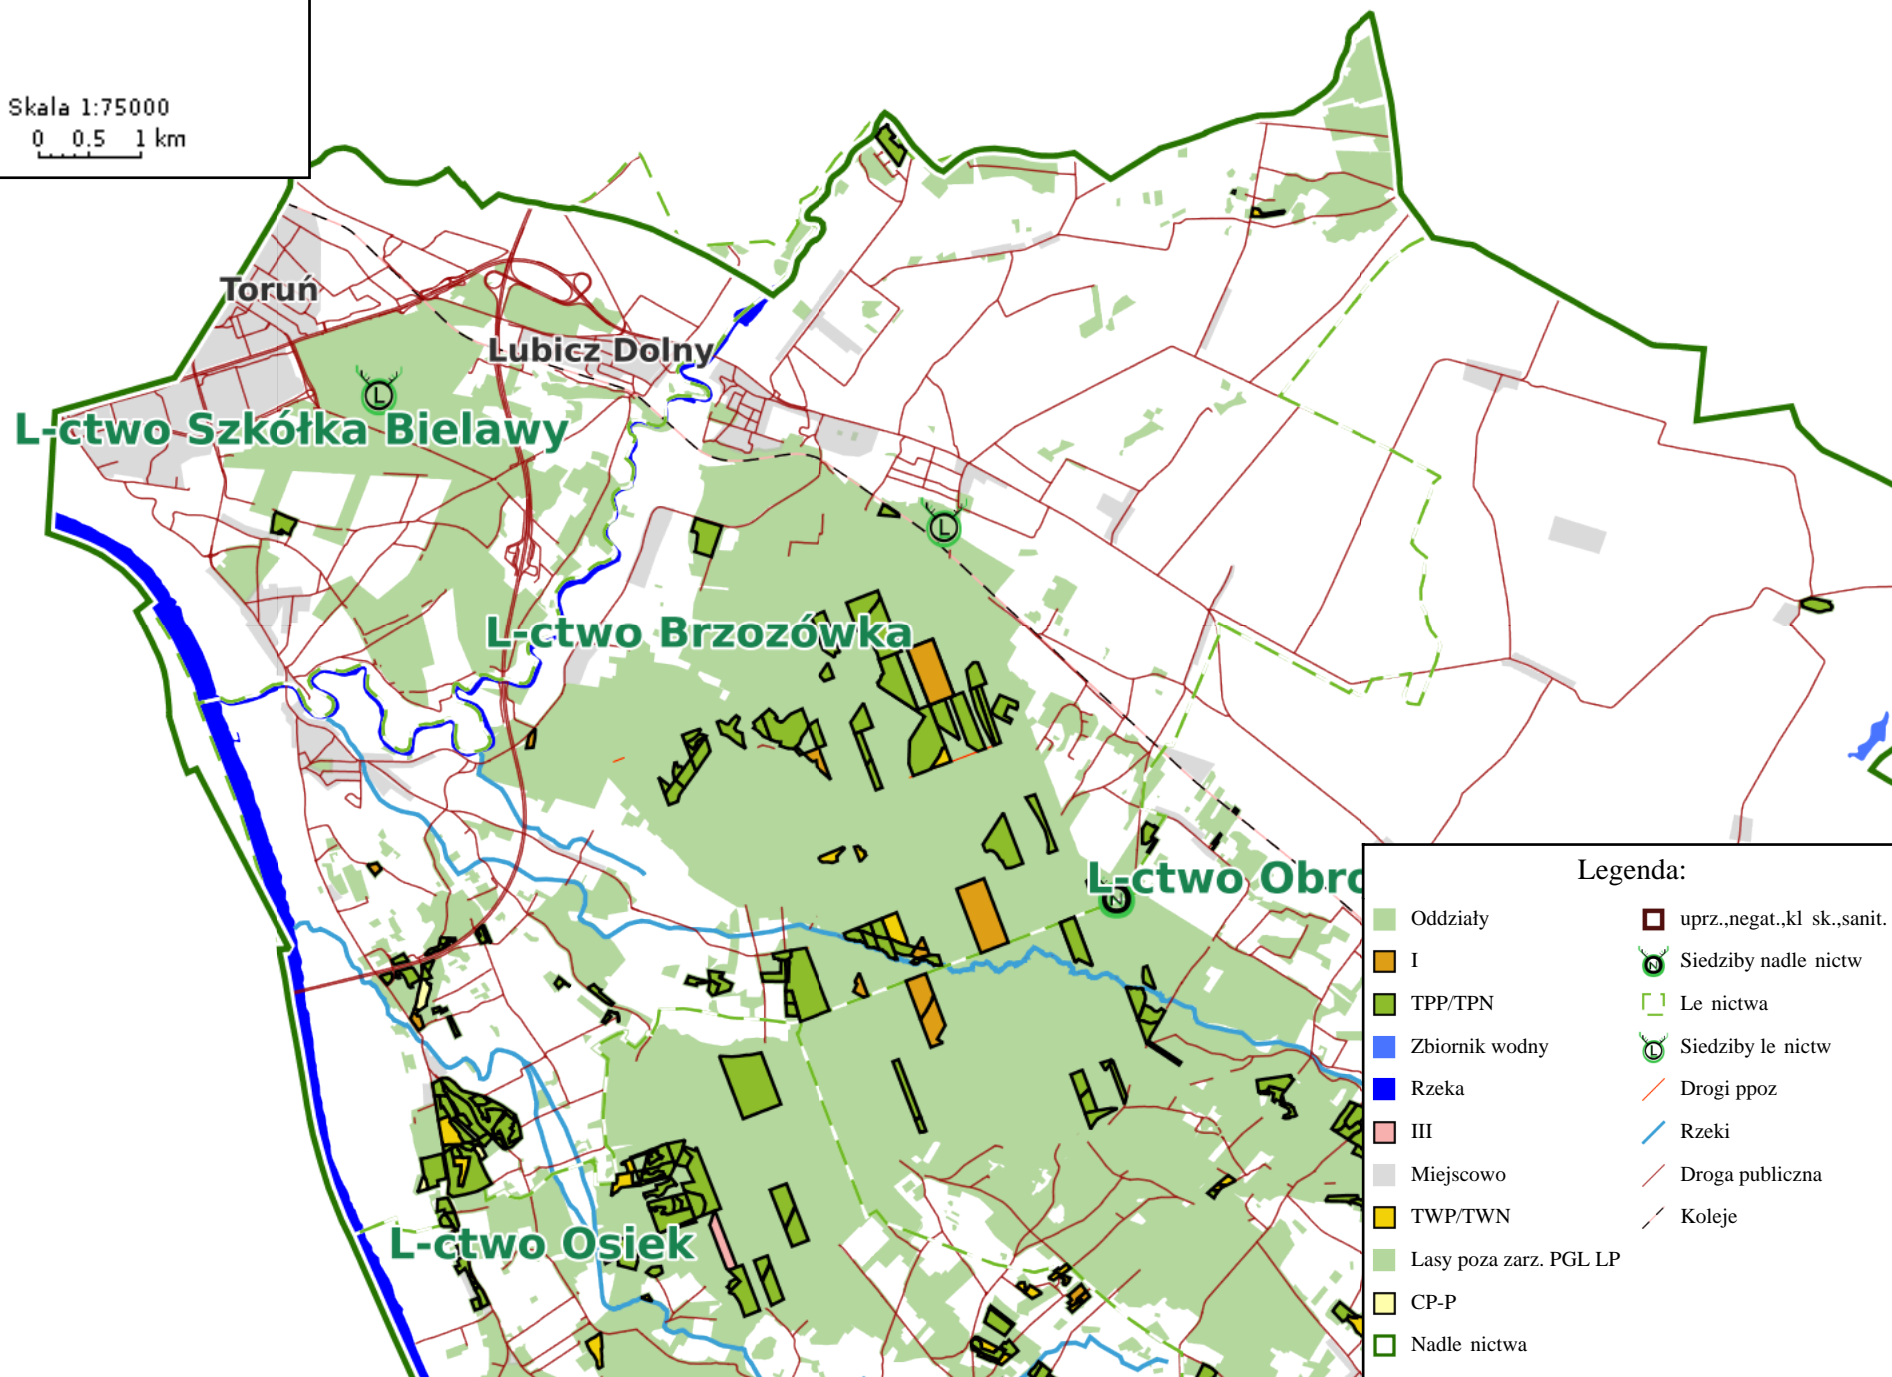 Skala 1:75000
0 0.5 1 km
Toruń
Lubicz Dolny
L
L-ctwo Szkółka Bielawy
L
L-ctwo Brzozówka
L-ctwo Obro
N
L-ctwo Osiek
Legenda:
Oddziały
I
TPP/TPN
Zbiornik wodny
Rzeka
III
Miejscowo
TWP/TWN
Lasy poza zarz. PGL LP
CP-P
Nadle nictwa
uprz.,negat.,kl sk.,sanit.
N Siedziby nadle nictw
Le nictwa
L Siedziby le nictw
Drogi ppoz
Rzeki
Droga publiczna
Koleje